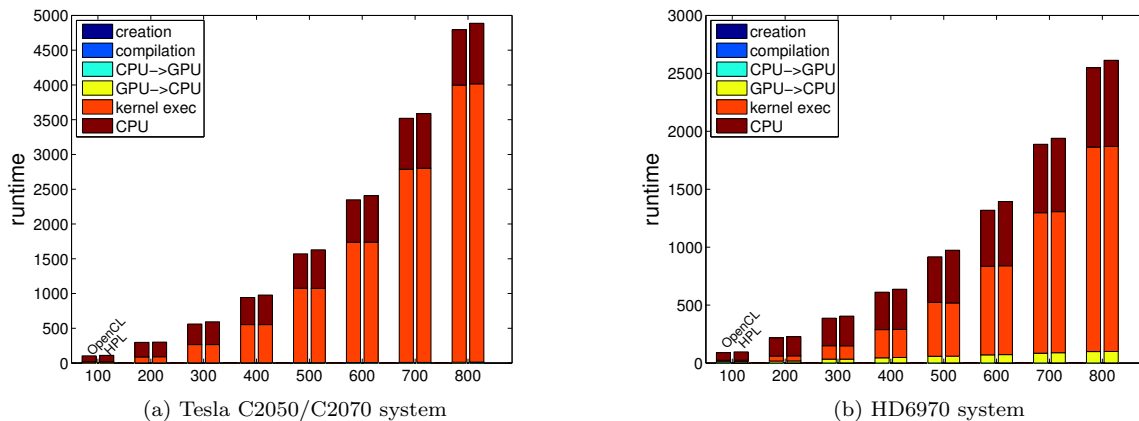 5000
4500
4000
3500
3000
2500
2000
1500
1000
500
0
runtime
creation
compilation
CPU->GPU
GPU->CPU
kernel exec
CPU
OpenCL
HPL
100 200 300 400 500 600 700 800
(a) Tesla C2050/C2070 system
3000
2500
2000
1500
1000
500
0
runtime
creation
compilation
CPU->GPU
GPU->CPU
kernel exec
CPU
OpenCL
HPL
100 200 300 400 500 600 700 800
(b) HD6970 system